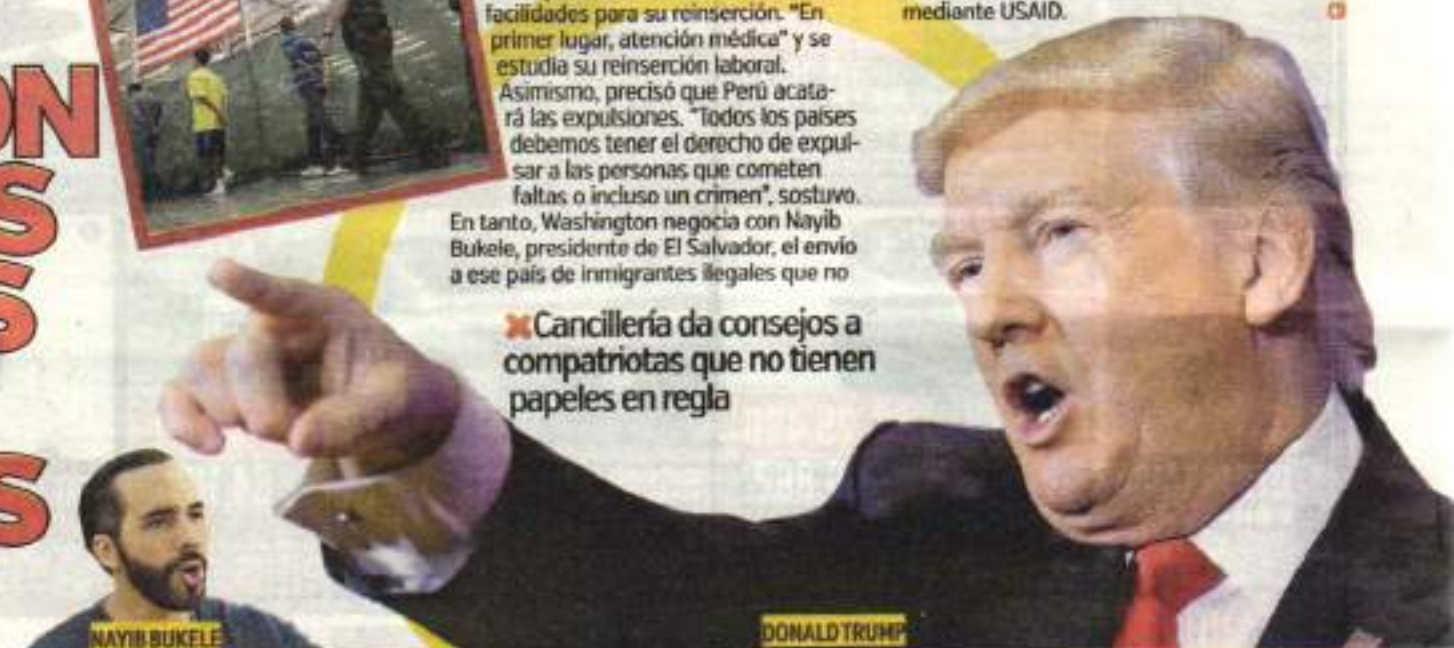 ON
S
S
S
facilidades para su reinserción. "En
primer lugar, atención médica" y se
estudia su reinserción laboral.
Asimismo, precisó que Perú acata-
rá las expulsiones. "Todos los países
debemos tener el derecho de expul-
sar a las personas que cometen
faltas o incluso un crimen", sostuvo.
En tanto, Washington negocia con Nayib
Bukele, presidente de El Salvador, el envío
a ese país de inmigrantes ilegales que no
mediante USAID.
Cancillería da consejos a
compatriotas que no tienen
papeles en regla
NAYIB BUKELE
DONALD TRUMP